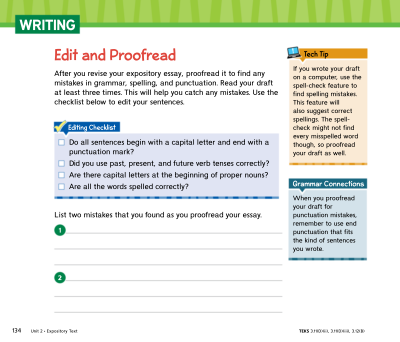 WRITING
Edit and Proofread
After you revise your expository essay, proofread it to find any
mistakes in grammar, spelling, and punctuation. Read your draft
at least three times. This will help you catch any mistakes. Use the
checklist below to edit your sentences.
Editing Checklist
Do all sentences begin with a capital letter and end with a
punctuation mark?
Did you use past, present, and future verb tenses correctly?
Are there capital letters at the beginning of proper nouns?
Are all the words spelled correctly?
List two mistakes that you found as you proofread your essay.
1
2
Tech Tip
If you wrote your draft
on a computer, use the
spell-check feature to
find spelling mistakes.
This feature will
also suggest correct
spellings. The spell-
check might not find
every misspelled word
though, so proofread
your draft as well.
Grammar Connections
When you proofread
your draft for
punctuation mistakes,
remember to use end
punctuation that fits
the kind of sentences
you wrote.
134 Unit 2 • Expository Text
TEKS